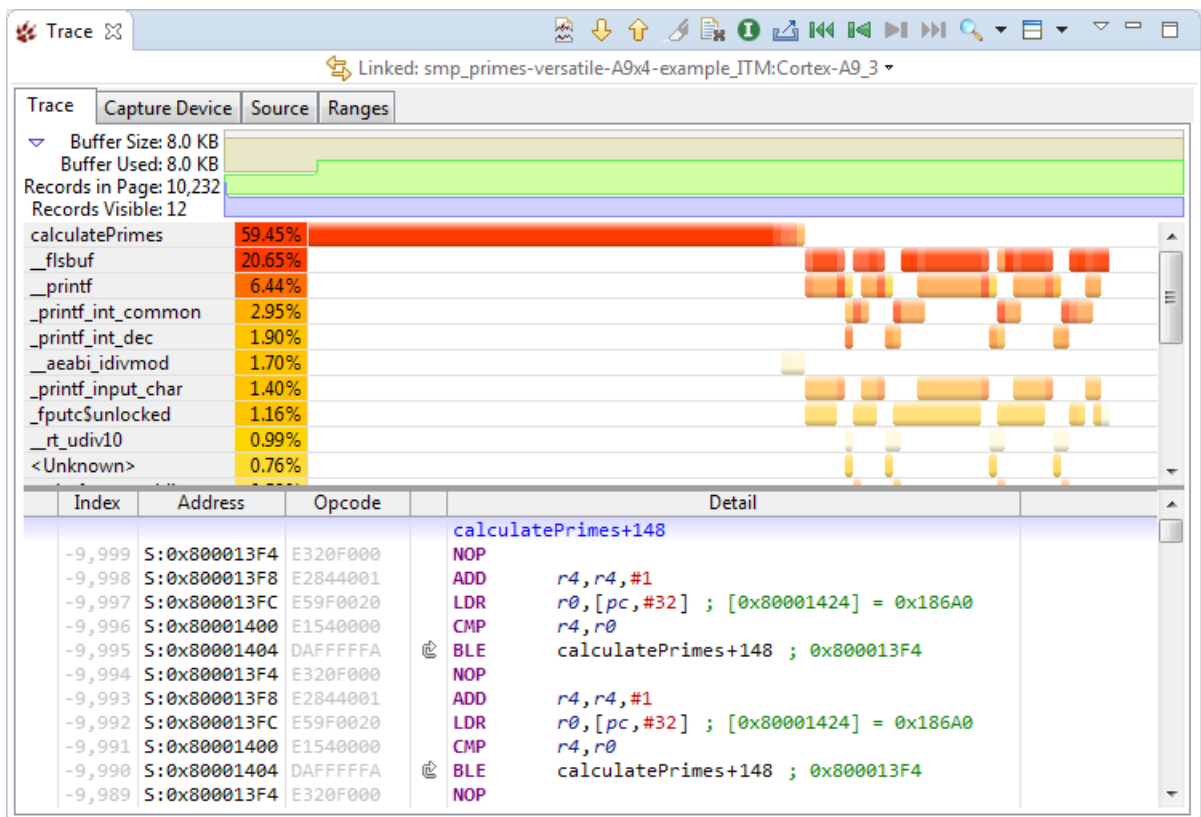 Trace
Linked: smp_primes-versatile-A9x4-example_ITM:Cortex-A9_3
Trace Capture Device Source Ranges
Buffer Size: 8.0 KB
Buffer Used: 8.0 KB
Records in Page: 10,232
Records Visible: 12
calculatePrimes 59.45%
__flsbuf 20.65%
__printf 6.44%
_printf_int_common 2.95%
_printf_int_dec 1.90%
__aeabi_idivmod 1.70%
_printf_input_char 1.40%
_fputc$unlocked 1.16%
__rt_udiv10 0.99%
<Unknown> 0.76%
Index Address Opcode Detail
calculatePrimes+148
-9,999 S:0x800013F4 E320F000 NOP
-9,998 S:0x800013F8 E2844001 ADD r4,r4,#1
-9,997 S:0x800013FC E59F0020 LDR r0,[pc,#32] ; [0x80001424] = 0x186A0
-9,996 S:0x80001400 E1540000 CMP r4,r0
-9,995 S:0x80001404 DAFFFFFA BLE calculatePrimes+148 ; 0x800013F4
-9,994 S:0x800013F4 E320F000 NOP
-9,993 S:0x800013F8 E2844001 ADD r4,r4,#1
-9,992 S:0x800013FC E59F0020 LDR r0,[pc,#32] ; [0x80001424] = 0x186A0
-9,991 S:0x80001400 E1540000 CMP r4,r0
-9,990 S:0x80001404 DAFFFFFA BLE calculatePrimes+148 ; 0x800013F4
-9,989 S:0x800013F4 E320F000 NOP